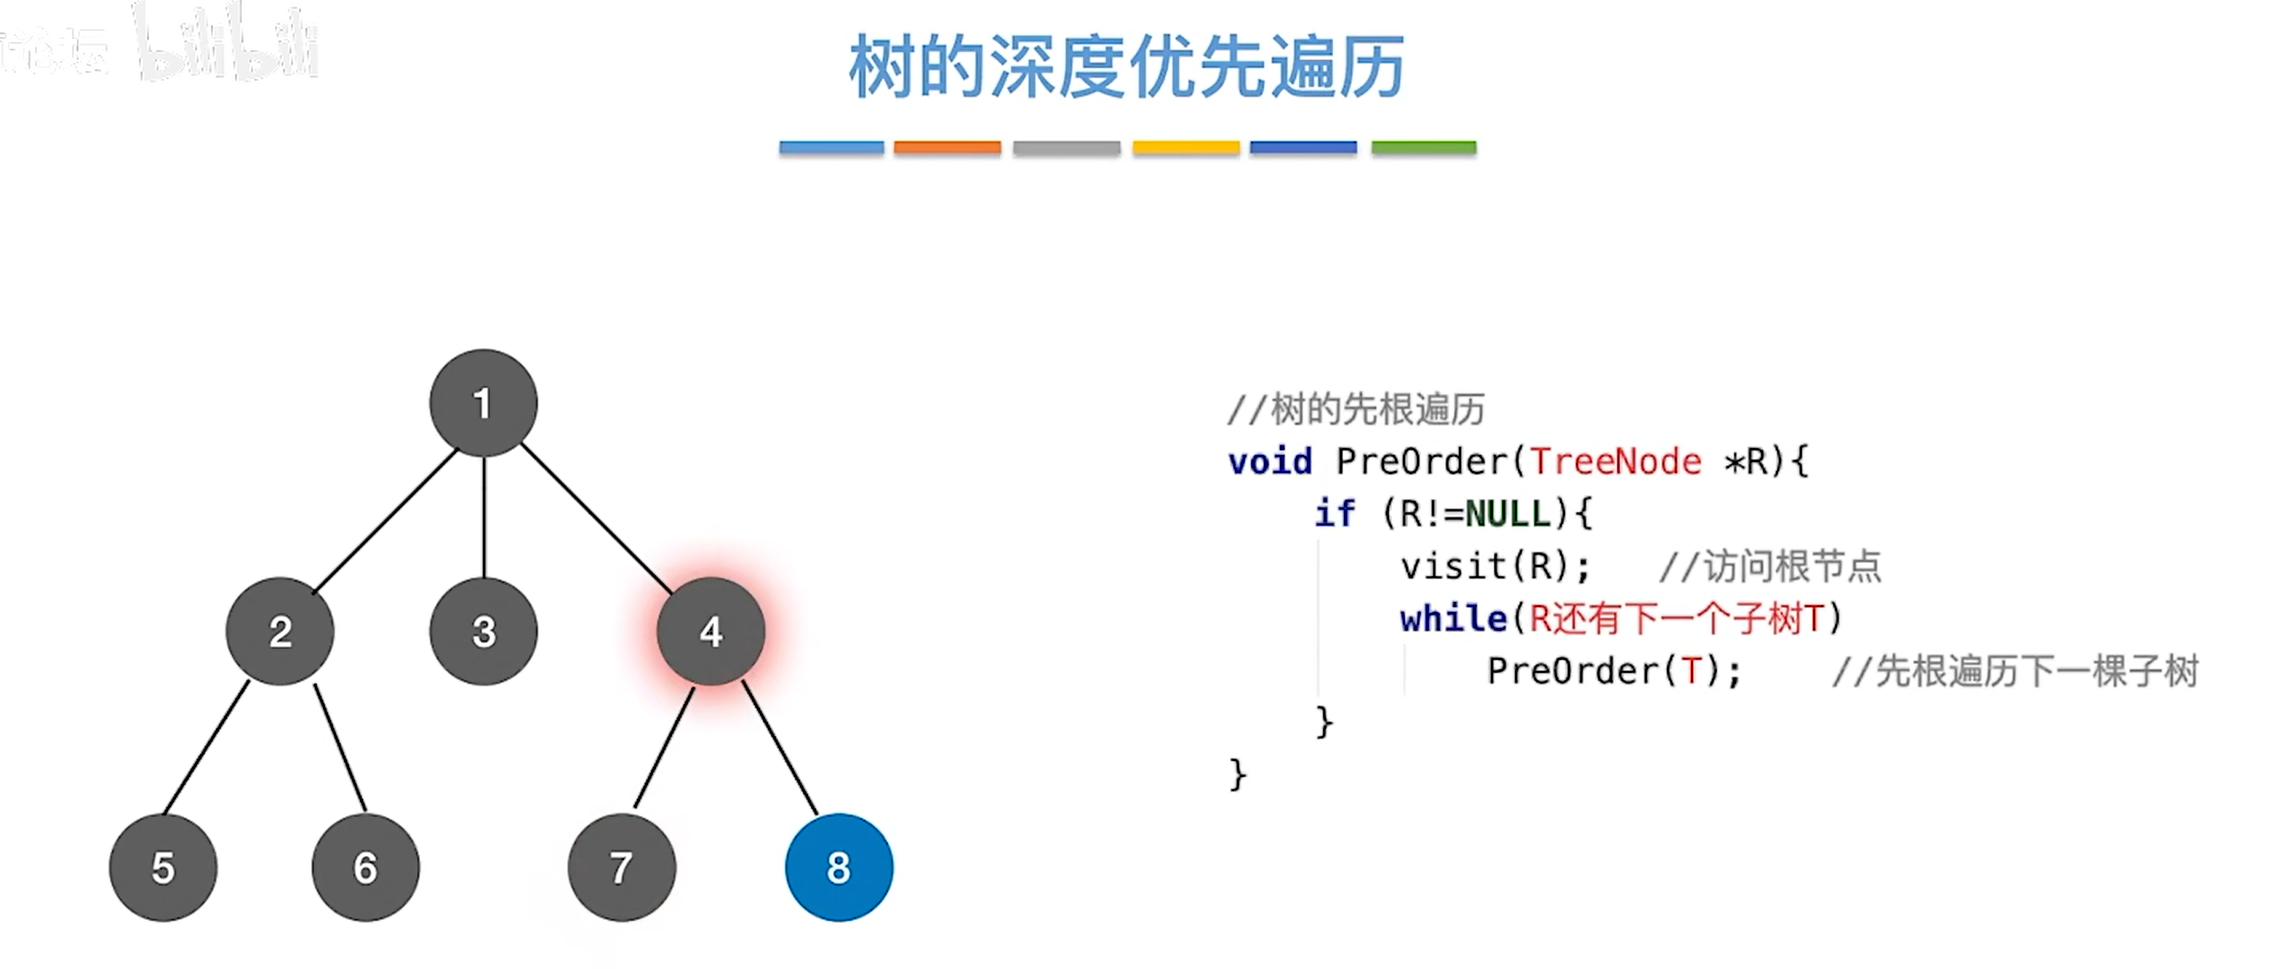 论坛 bilibili
树的深度优先遍历
1
2 3 4
5 6 7 8
//树的先根遍历
void PreOrder(TreeNode *R){
if (R!=NULL){
visit(R); //访问根节点
while(R还有下一个子树T)
PreOrder(T); //先根遍历下一棵子树
}
}